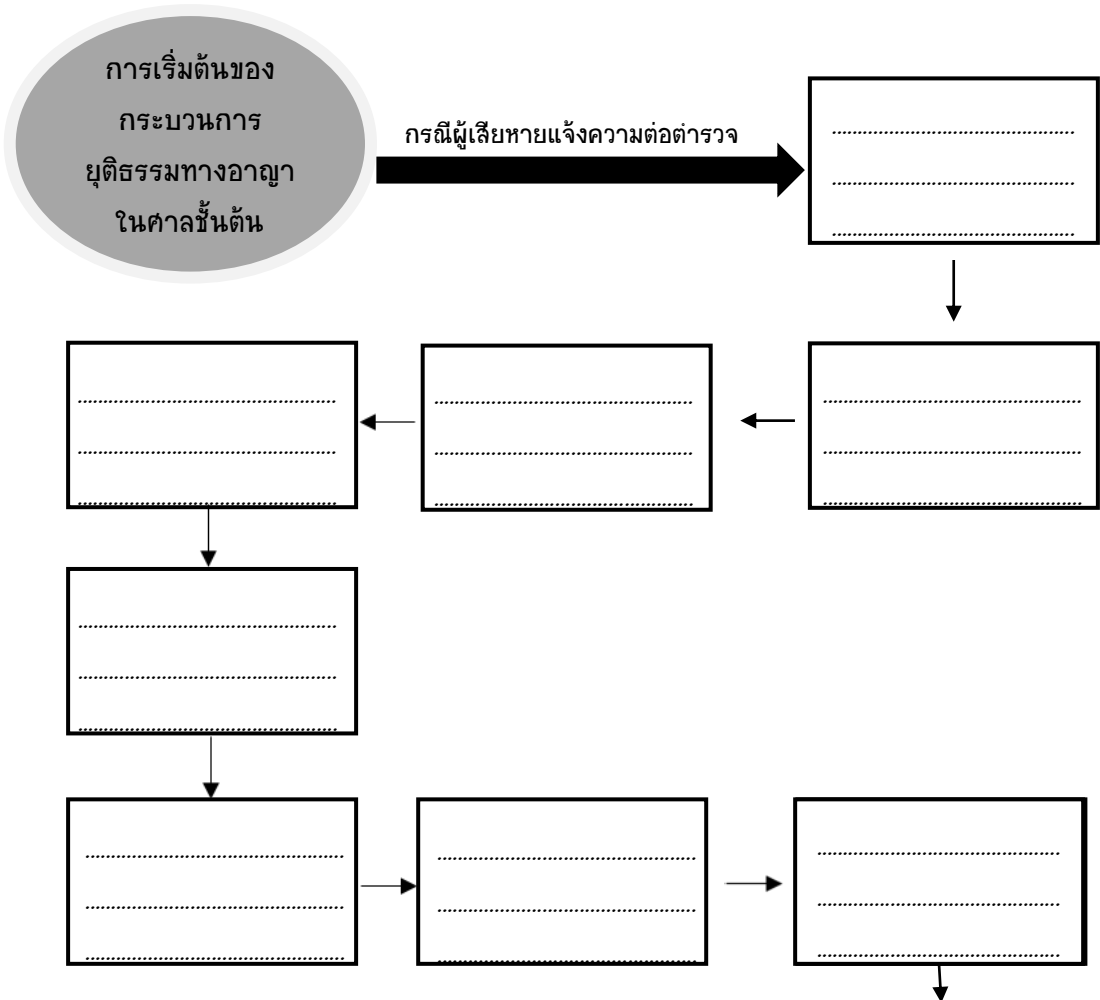 การเริ่มต้นของ
กระบวนการ
ยุติธรรมทางอาญา
ในศาลชั้นต้น
กรณีผู้เสียหายแจ้งความต่อตำรวจ